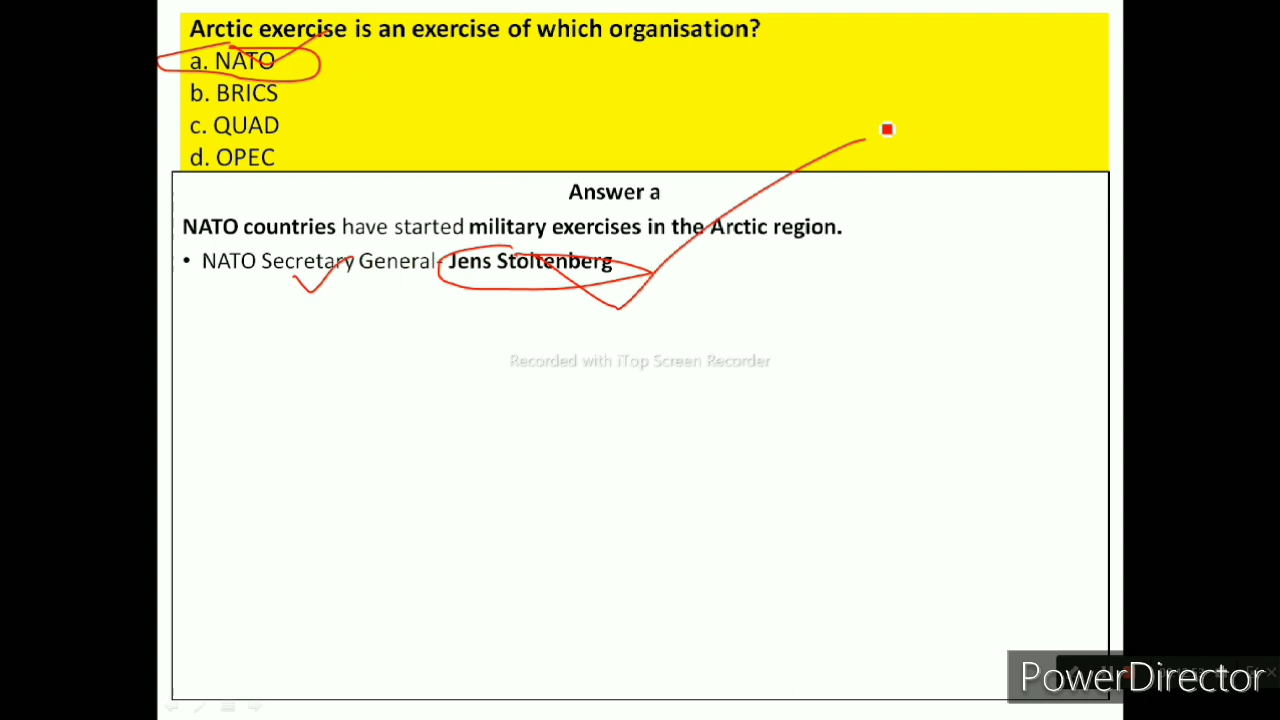 Arctic exercise is an exercise of which organisation?
a. NATO
b. BRICS
c. QUAD
d. OPEC
Answer a
NATO countries have started military exercises in the Arctic region.
• NATO Secretary General- Jens Stoltenberg
Recorded with iTop Screen Recorder
PowerDirector